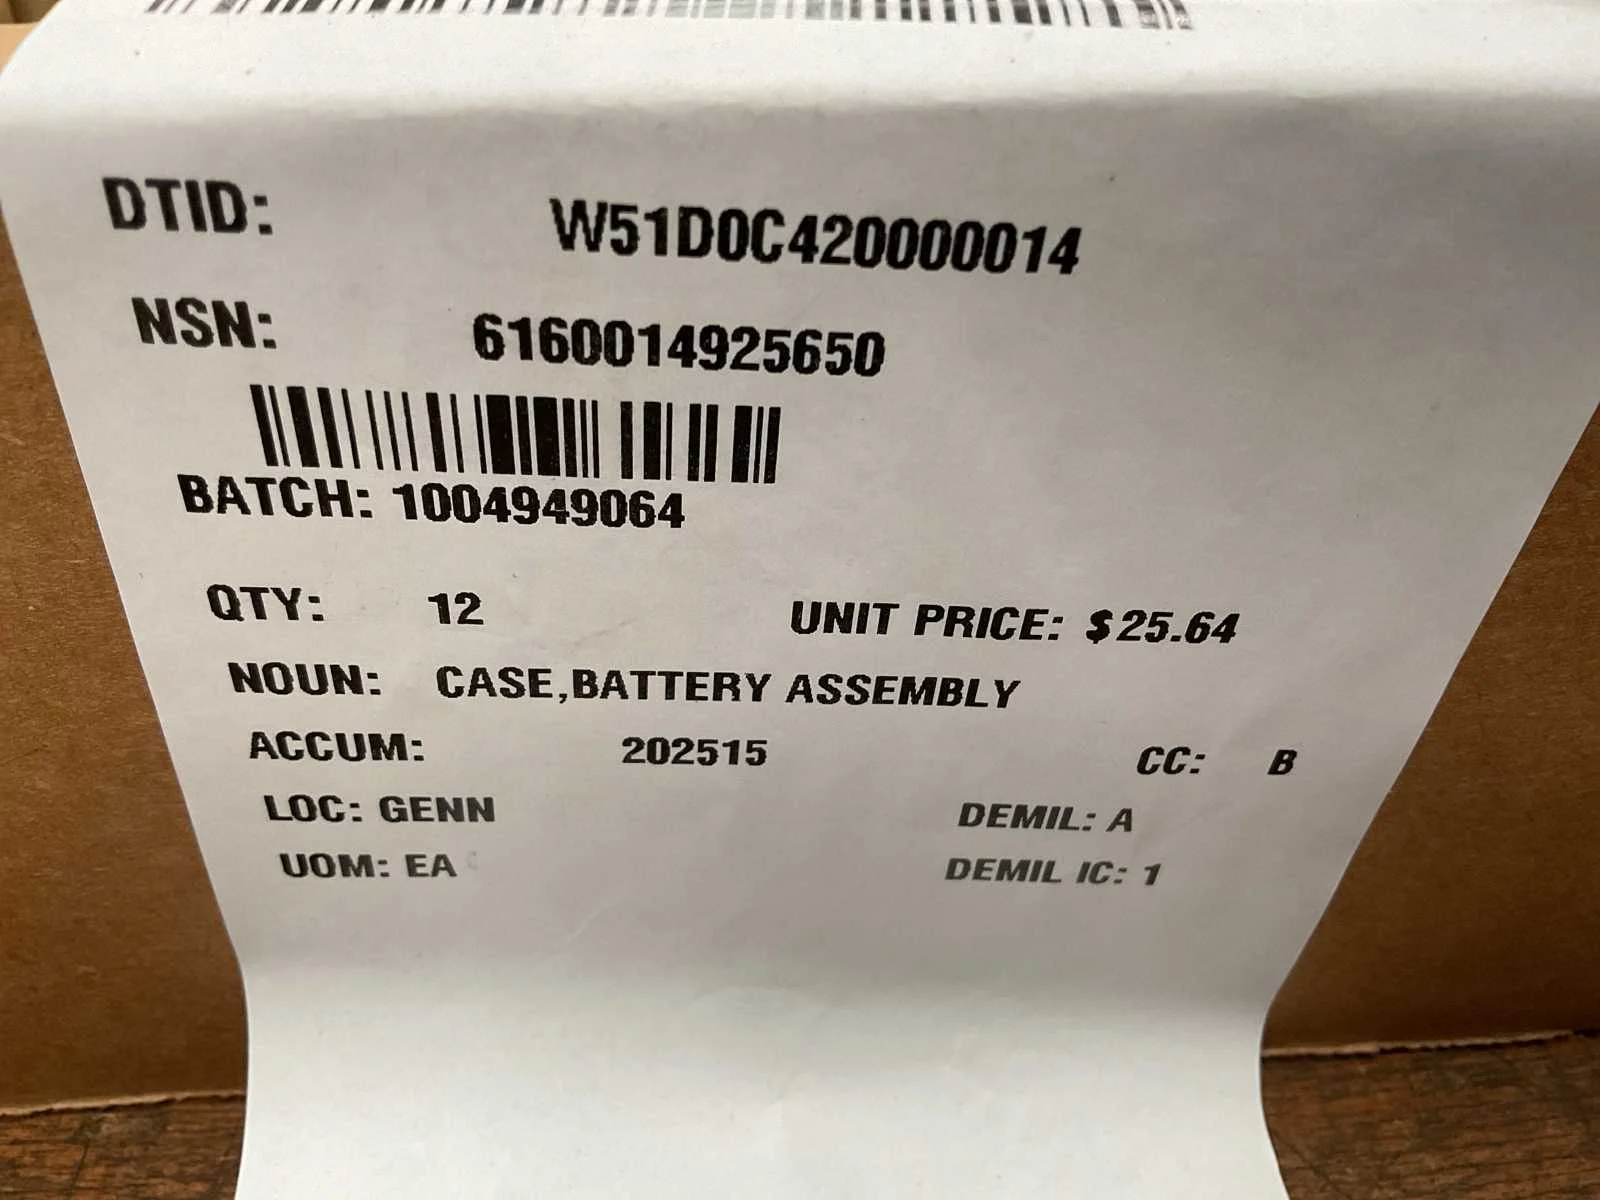 DTID: W51D0C420000014
NSN: 6160014925650
BATCH: 1004949064
QTY: 12 UNIT PRICE: $25.64
NOUN: CASE,BATTERY ASSEMBLY
ACCUM: 202515 CC: B
LOC: GENN DEMIL: A
UOM: EA DEMIL IC: 1